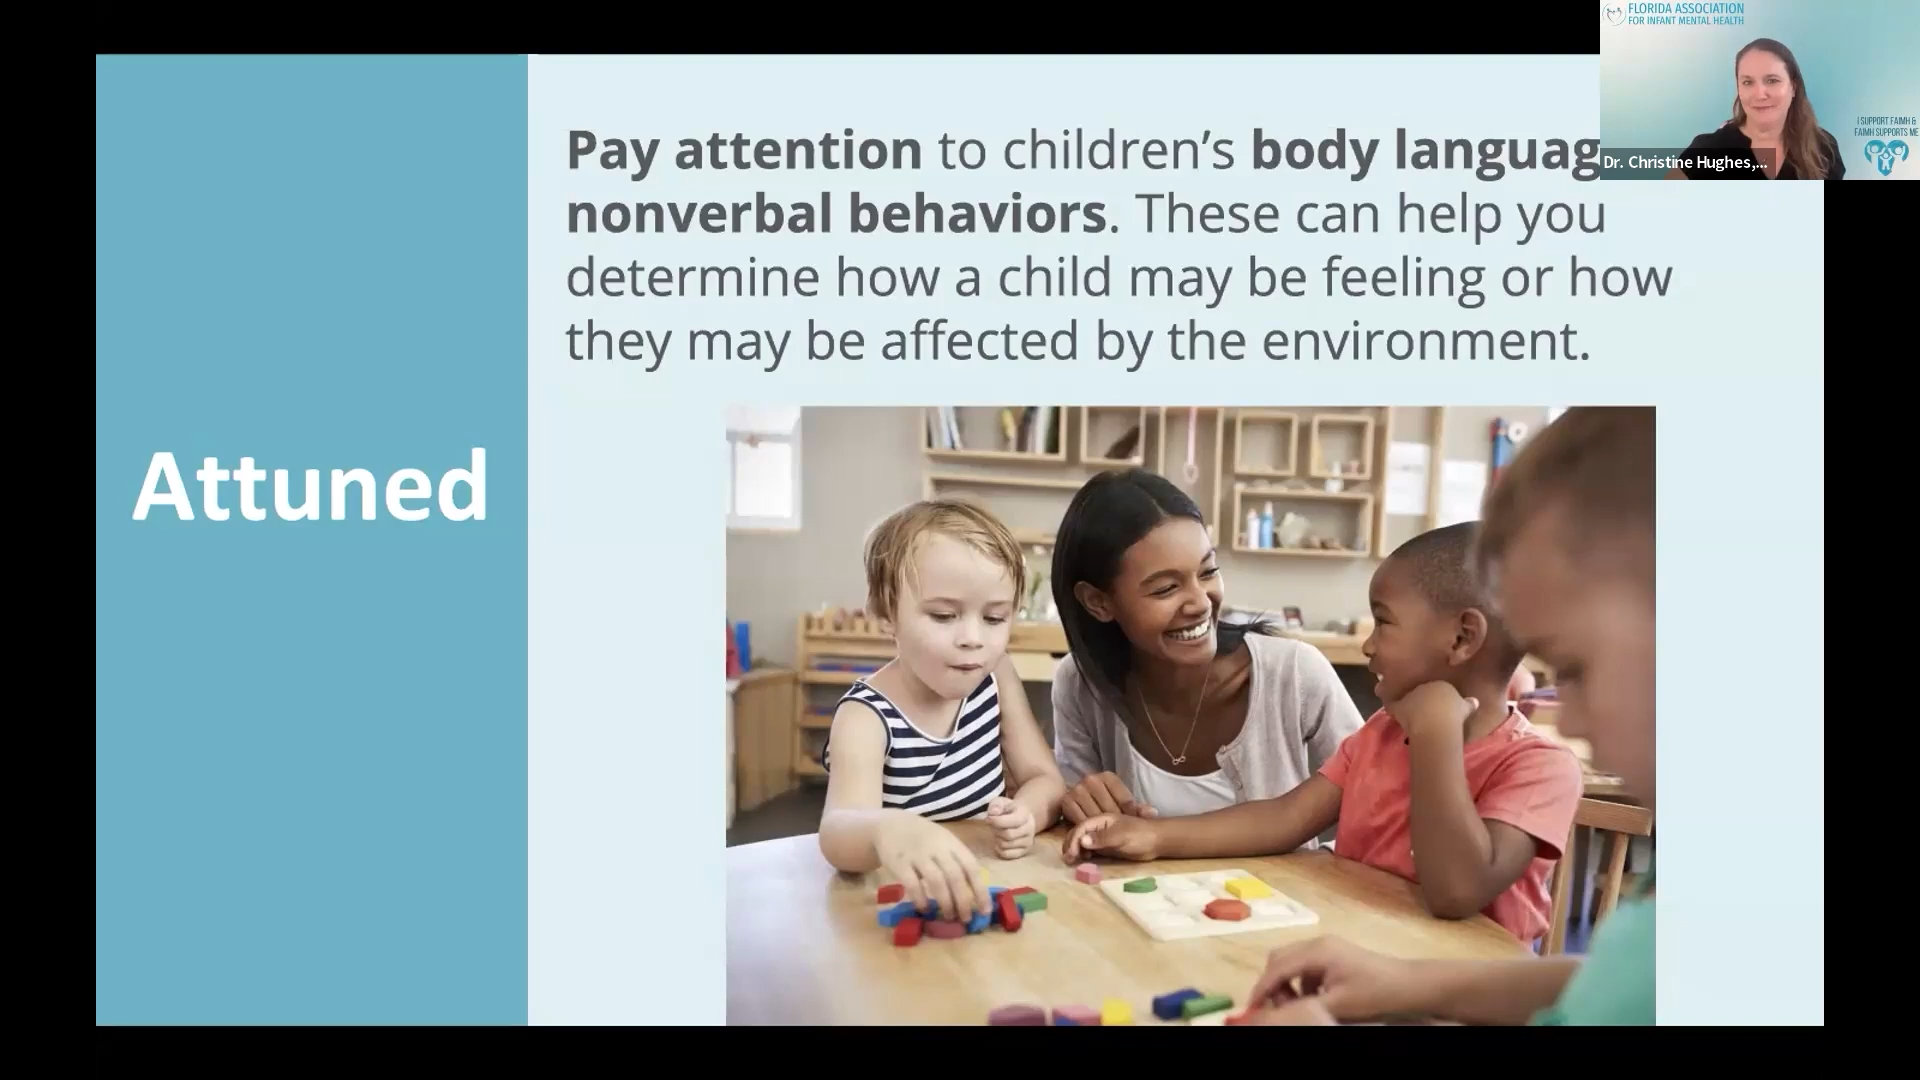 FLORIDA ASSOCIATION
FOR INFANT MENTAL HEALTH
I SUPPORT FAIMH &
FAIMH SUPPORTS ME
Dr. Christine Hughes,...
Pay attention to children’s body languag
nonverbal behaviors. These can help you
determine how a child may be feeling or how
they may be affected by the environment.
Attuned